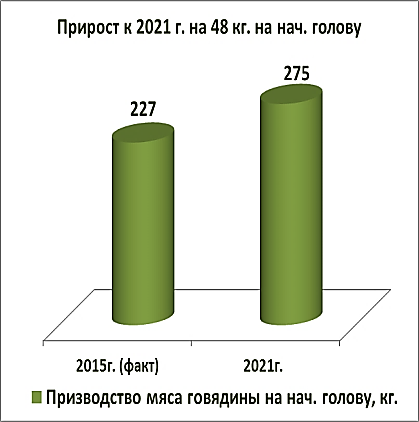 Прирост к 2021 г. на 48 кг. на нач. голову
275
227
2015г. (факт) 2021г.
Призводство мяса говядины на нач. голову, кг.